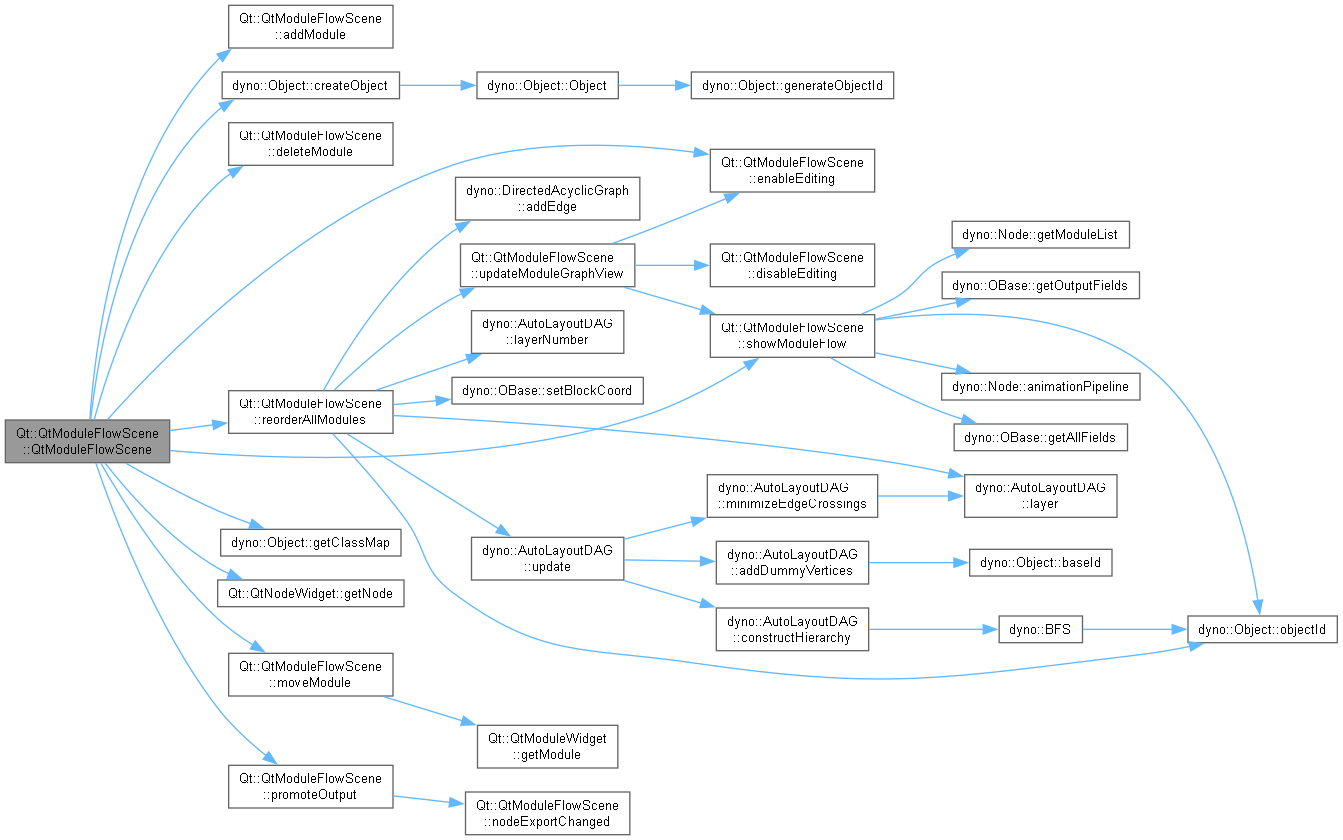 Qt::QtModuleFlowScene
::addModule
dyno::Object::createObject
dyno::Object::Object
dyno::Object::generateObjectId
Qt::QtModuleFlowScene
::deleteModule
Qt::QtModuleFlowScene
::enableEditing
dyno::DirectedAcyclicGraph
::addEdge
Qt::QtModuleFlowScene
::updateModuleGraphView
Qt::QtModuleFlowScene
::disableEditing
dyno::Node::getModuleList
dyno::OBase::getOutputFields
dyno::AutoLayoutDAG
::layerNumber
Qt::QtModuleFlowScene
::showModuleFlow
dyno::Node::animationPipeline
dyno::OBase::setBlockCoord
Qt::QtModuleFlowScene
::reorderAllModules
dyno::OBase::getAllFields
Qt::QtModuleFlowScene
::QtModuleFlowScene
dyno::AutoLayoutDAG
::minimizeEdgeCrossings
dyno::AutoLayoutDAG
::layer
dyno::Object::getClassMap
dyno::AutoLayoutDAG
::update
dyno::AutoLayoutDAG
::addDummyVertices
dyno::Object::baseId
Qt::QtNodeWidget::getNode
dyno::AutoLayoutDAG
::constructHierarchy
dyno::BFS
dyno::Object::objectId
Qt::QtModuleFlowScene
::moveModule
Qt::QtModuleWidget
::getModule
Qt::QtModuleFlowScene
::promoteOutput
Qt::QtModuleFlowScene
::nodeExportChanged